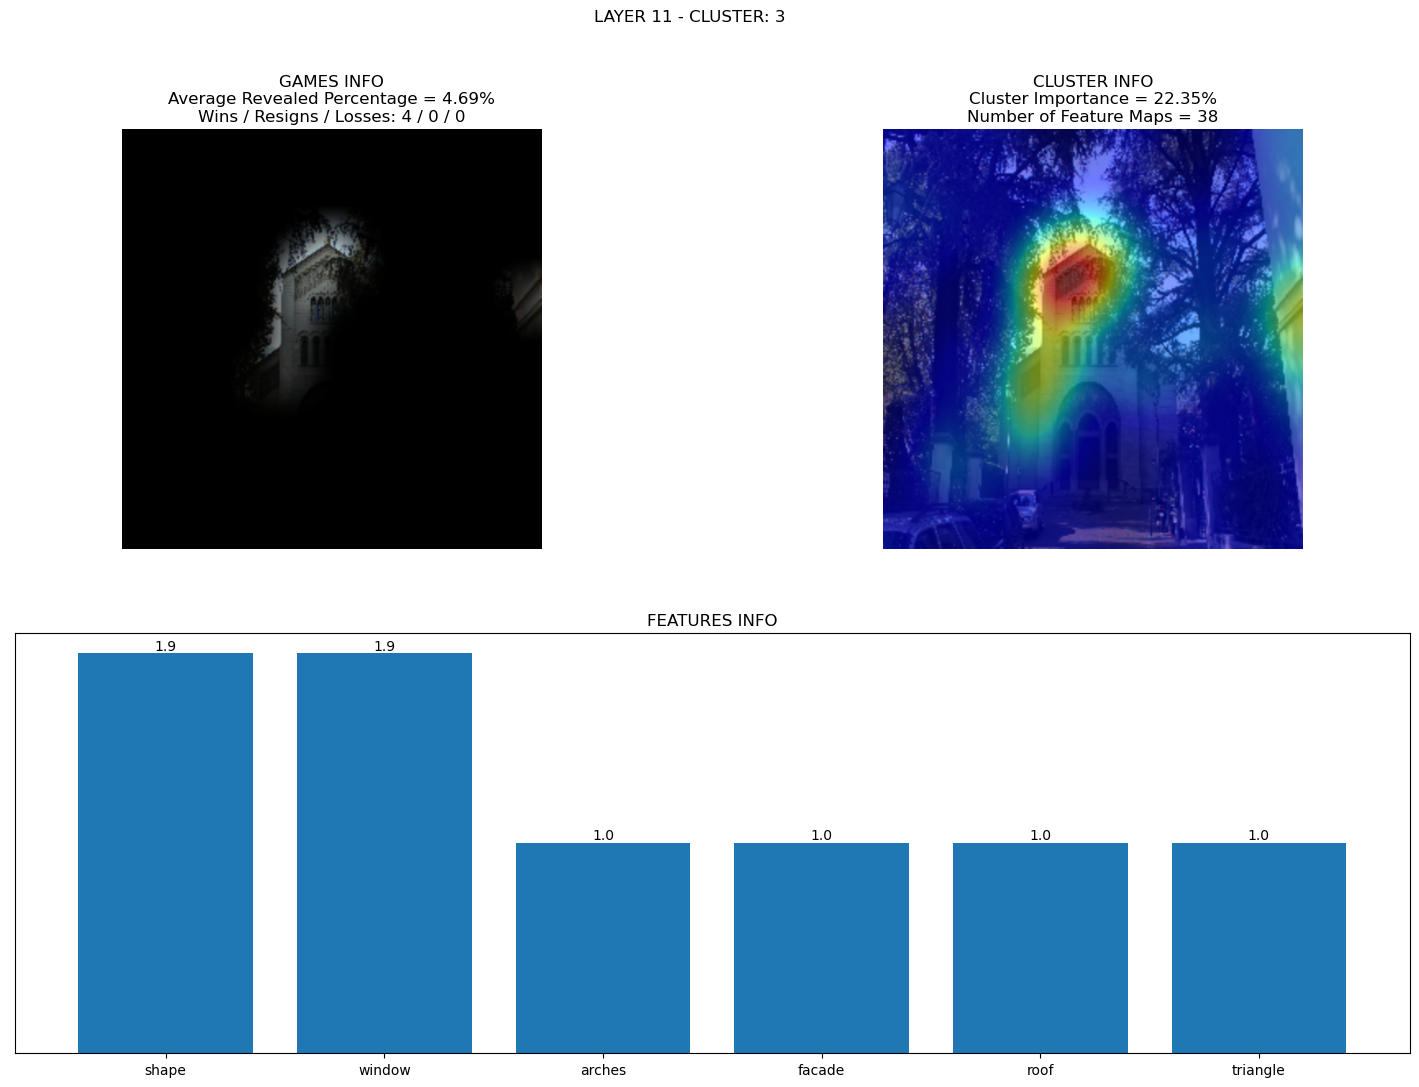 LAYER 11 - CLUSTER: 3
GAMES INFO
Average Revealed Percentage = 4.69%
Wins / Resigns / Losses: 4 / 0 / 0
CLUSTER INFO
Cluster Importance = 22.35%
Number of Feature Maps = 38
FEATURES INFO
1.9 1.9 1.0 1.0 1.0 1.0
shape window arches facade roof triangle